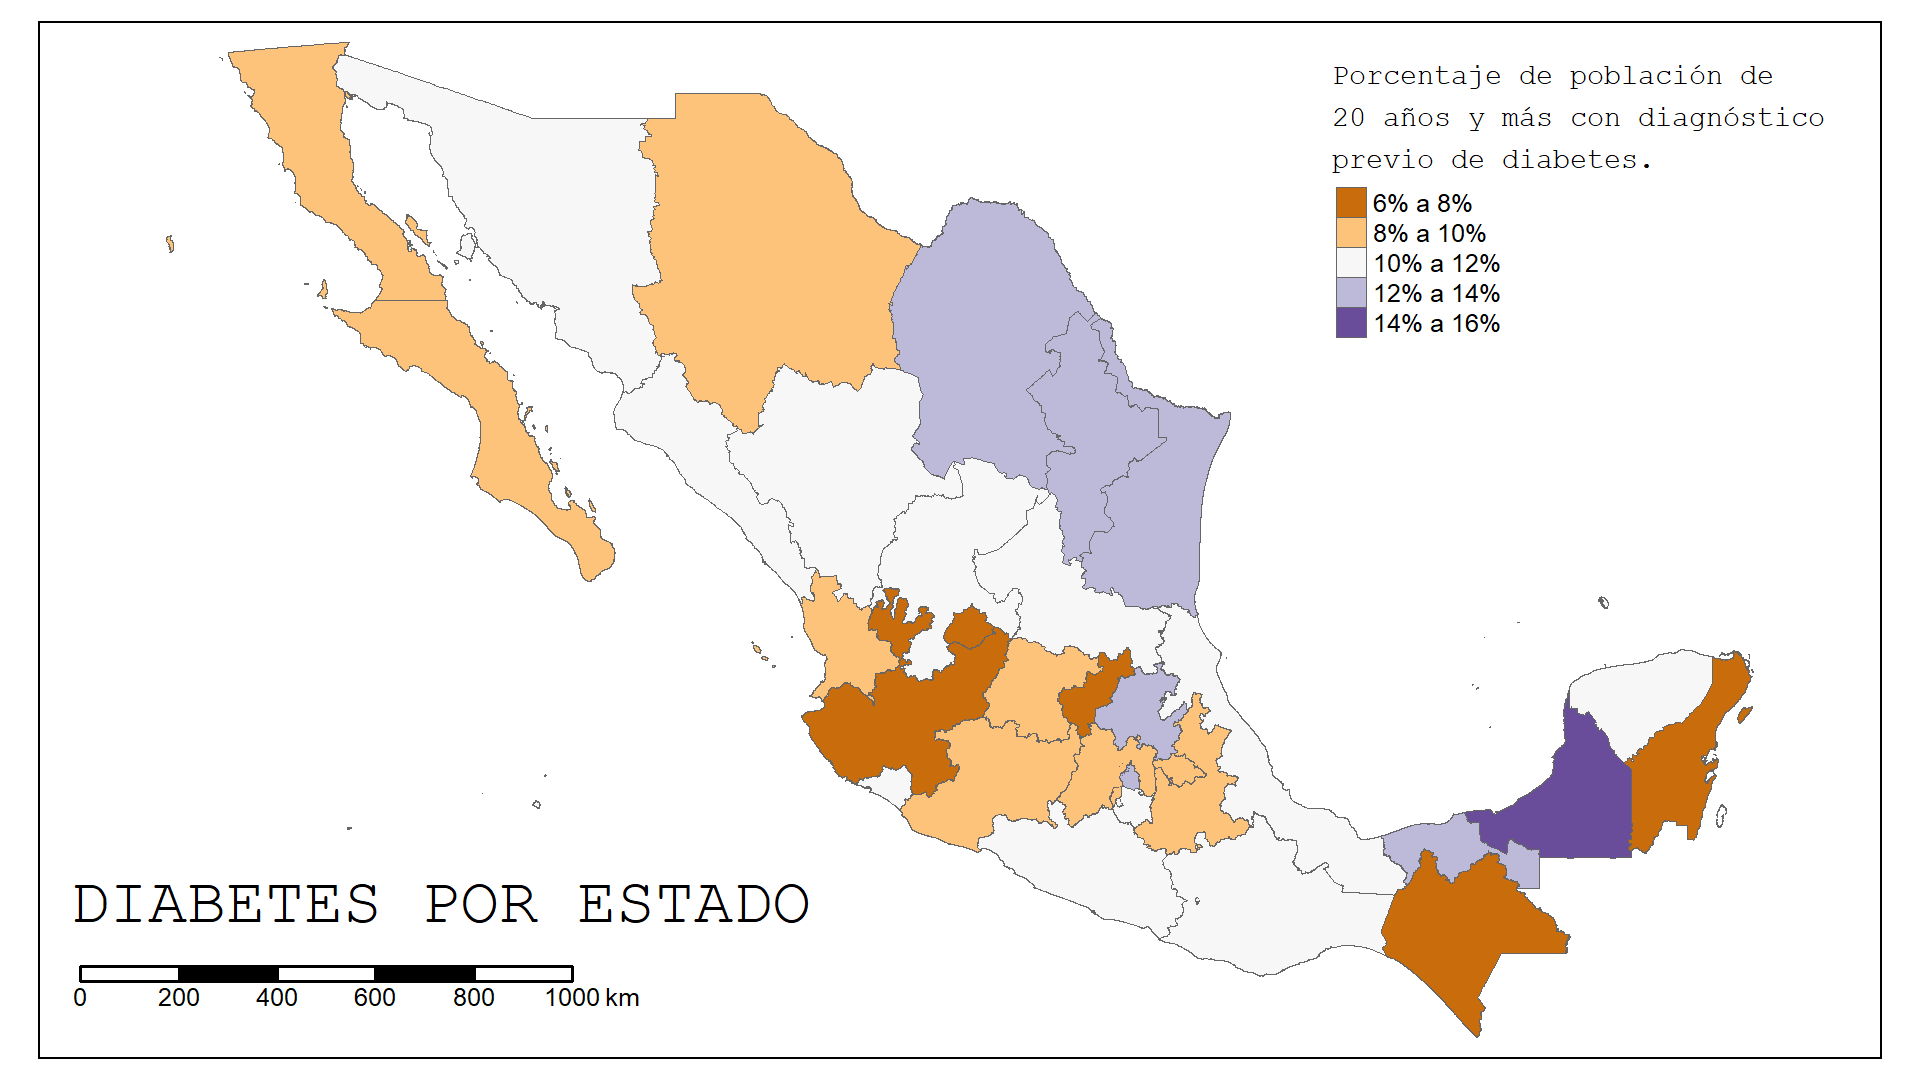 Porcentaje de población de
20 años y más con diagnóstico
previo de diabetes.
6% a 8%
8% a 10%
10% a 12%
12% a 14%
14% a 16%
DIABETES POR ESTADO
0 200 400 600 800 1000 km